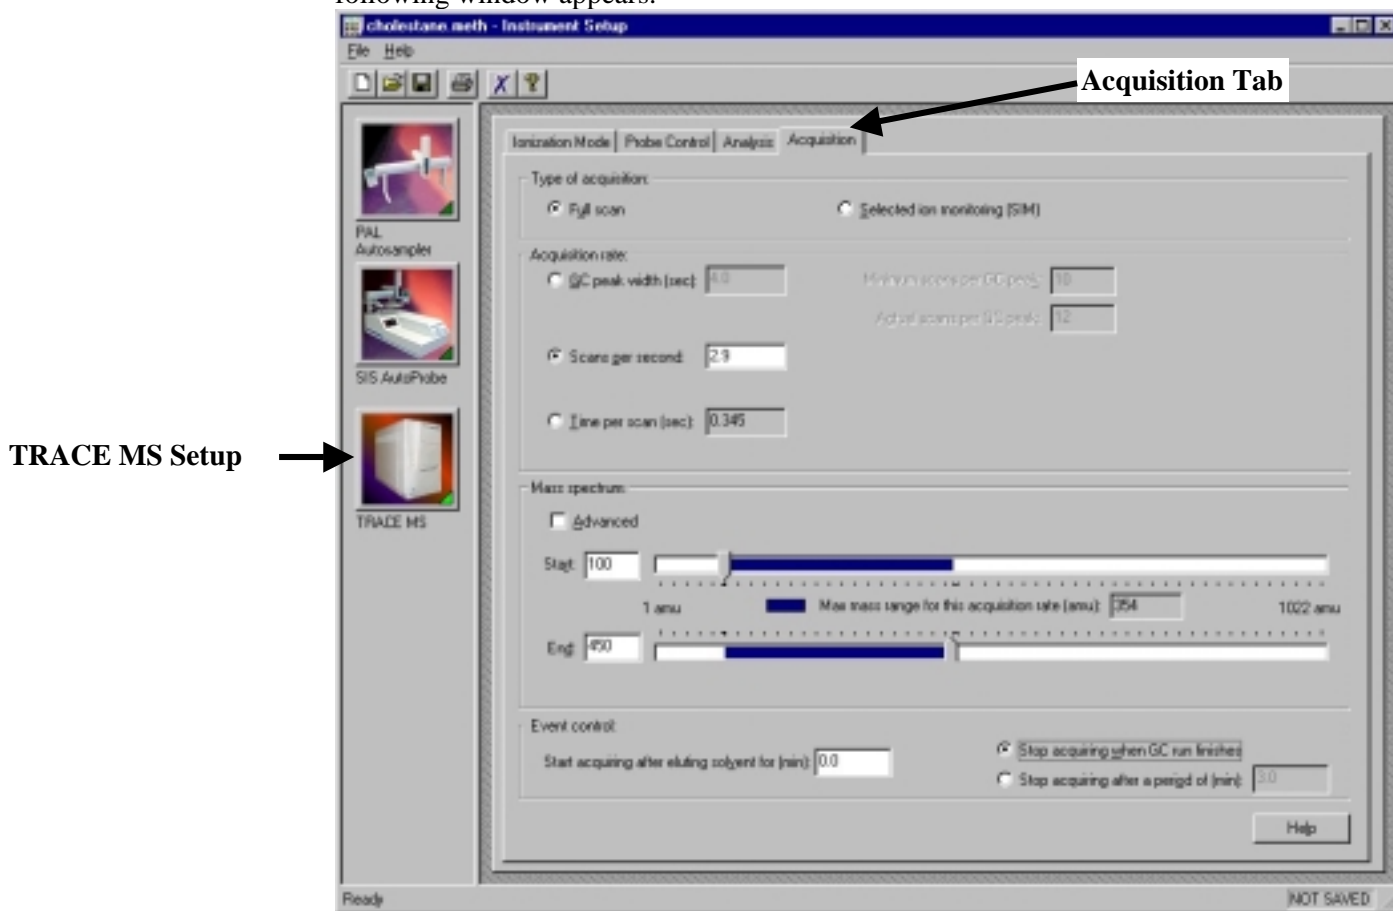 following window appears.
cholestane.meth - Instrument Setup
File Help
Acquisition Tab
Ionization Mode Probe Control Analysis Acquisition
Type of acquisition:
Full scan Selected ion monitoring (SIM)
PAL
Autosampler
Acquisition rate:
GC peak width (sec): 4.0 Minimum scans per GC peak: 10
Actual scans per GC peak: 12
Scans per second: 2.9
SIS AutoProbe
Time per scan (sec): 0.345
TRACE MS Setup
TRACE MS
Mass spectrum:
Advanced
Start: 100
1 amu Max mass range for this acquisition rate (amu): 354 1022 amu
End: 450
Event control:
Start acquiring after eluting solvent for (min): 0.0
Stop acquiring when GC run finishes
Stop acquiring after a period of (min): 3.0
Help
Ready NOT SAVED